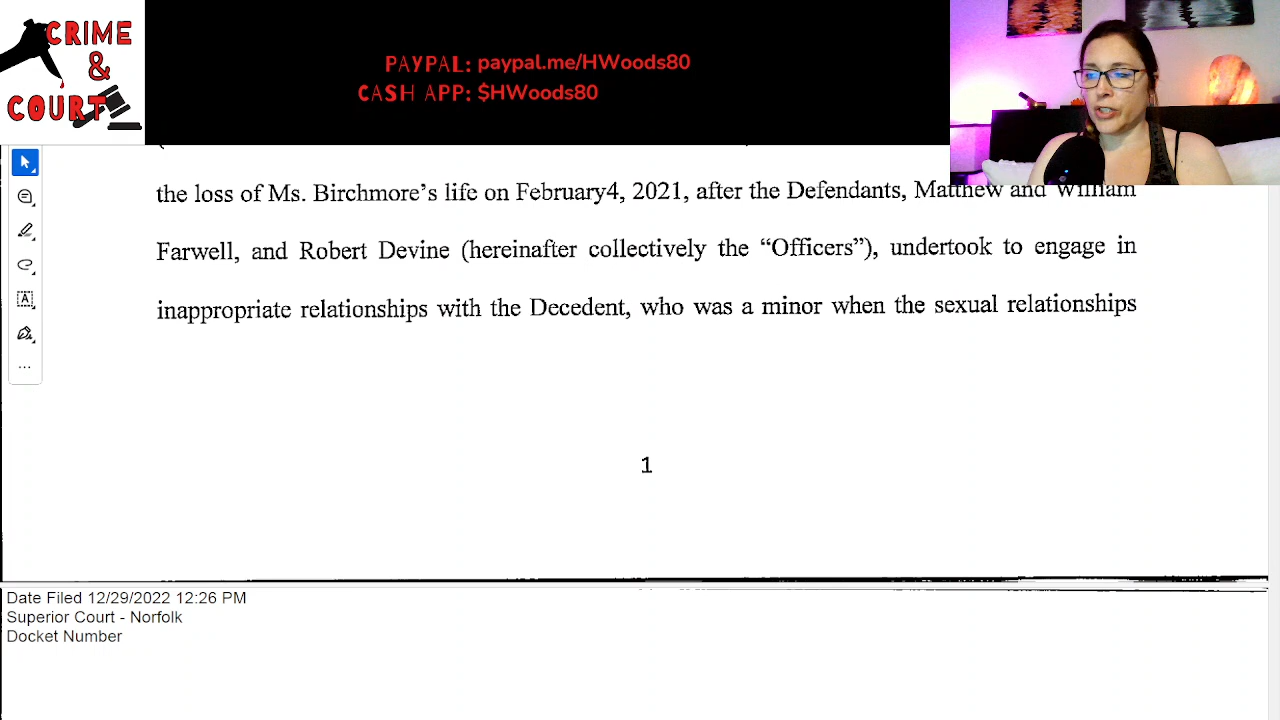 CRIME
&
COURT
PAYPAL: paypal.me/HWoods80
CASH APP: $HWoods80
the loss of Ms. Birchmore's life on February4, 2021, after the Defendants, Matthew and William
Farwell, and Robert Devine (hereinafter collectively the “Officers”), undertook to engage in
inappropriate relationships with the Decedent, who was a minor when the sexual relationships
1
Date Filed 12/29/2022 12:26 PM
Superior Court - Norfolk
Docket Number